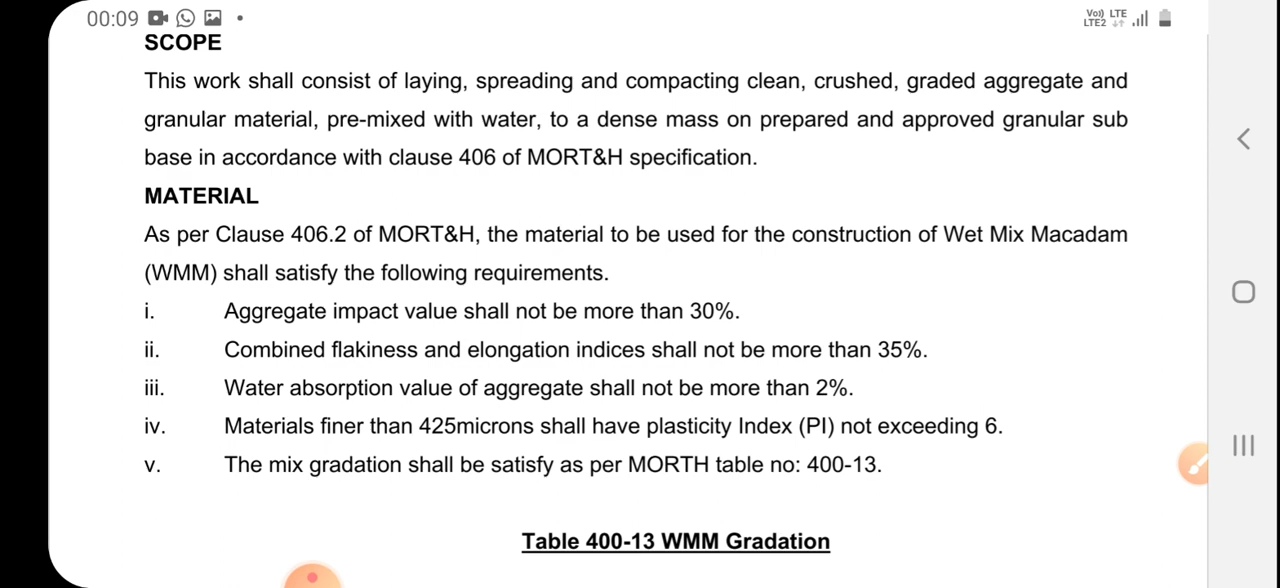 00:09
Vo)) LTE
LTE2
SCOPE
This work shall consist of laying, spreading and compacting clean, crushed, graded aggregate and
granular material, pre-mixed with water, to a dense mass on prepared and approved granular sub
base in accordance with clause 406 of MORT&H specification.
MATERIAL
As per Clause 406.2 of MORT&H, the material to be used for the construction of Wet Mix Macadam
(WMM) shall satisfy the following requirements.
i. Aggregate impact value shall not be more than 30%.
ii. Combined flakiness and elongation indices shall not be more than 35%.
iii. Water absorption value of aggregate shall not be more than 2%.
iv. Materials finer than 425microns shall have plasticity Index (PI) not exceeding 6.
v. The mix gradation shall be satisfy as per MORTH table no: 400-13.
Table 400-13 WMM Gradation